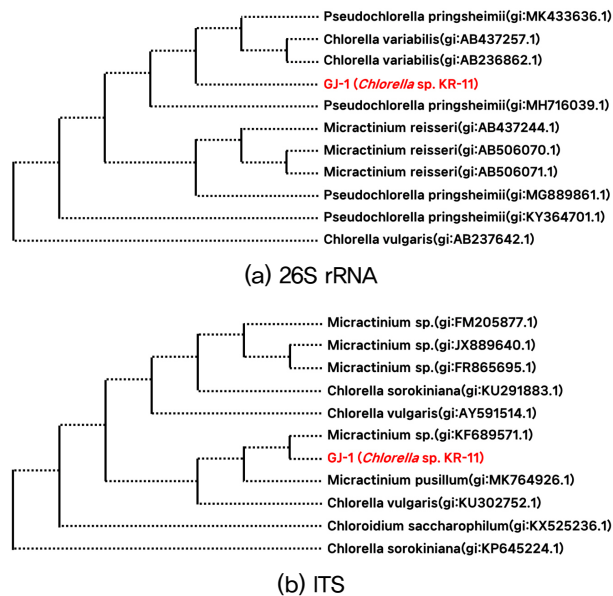 Pseudochlorella pringsheimii(gi:MK433636.1)
Chlorella variabilis(gi:AB437257.1)
Chlorella variabilis(gi:AB236862.1)
GJ-1 (Chlorella sp. KR-11)
Pseudochlorella pringsheimii(gi:MH716039.1)
Micractinium reisseri(gi:AB437244.1)
Micractinium reisseri(gi:AB506070.1)
Micractinium reisseri(gi:AB506071.1)
Pseudochlorella pringsheimii(gi:MG889861.1)
Pseudochlorella pringsheimii(gi:KY364701.1)
Chlorella vulgaris(gi:AB237642.1)
(a) 26S rRNA
Micractinium sp.(gi:FM205877.1)
Micractinium sp.(gi:JX889640.1)
Micractinium sp.(gi:FR865695.1)
Chlorella sorokiniana(gi:KU291883.1)
Chlorella vulgaris(gi:AY591514.1)
Micractinium sp.(gi:KF689571.1)
GJ-1 (Chlorella sp. KR-11)
Micractinium pusillum(gi:MK764926.1)
Chlorella vulgaris(gi:KU302752.1)
Chloroidium saccharophilum(gi:KX525236.1)
Chlorella sorokiniana(gi:KP645224.1)
(b) ITS